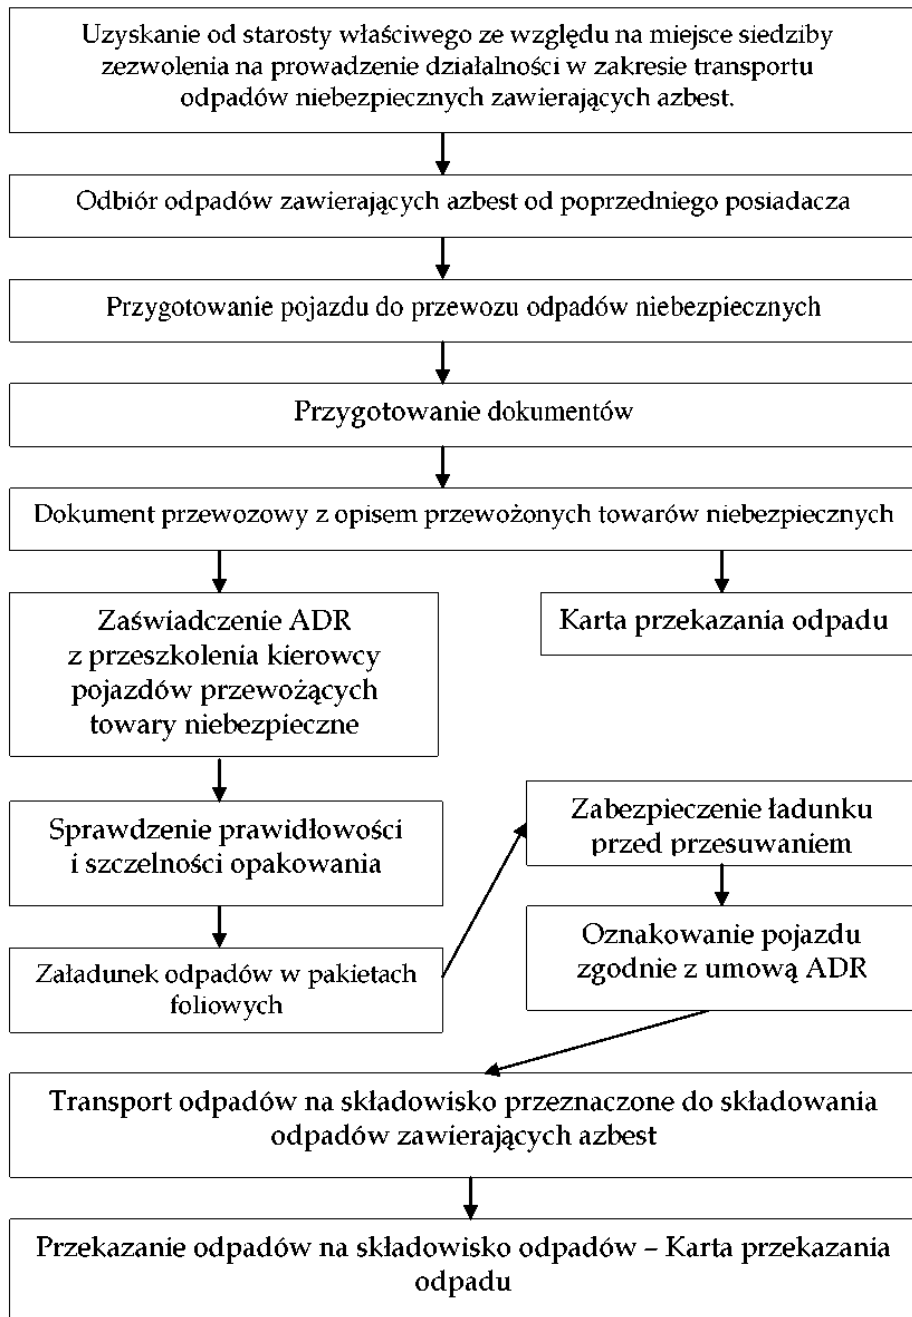 Uzyskanie od starosty właściwego ze względu na miejsce siedziby
zezwolenia na prowadzenie działalności w zakresie transportu
odpadów niebezpiecznych zawierających azbest.
Odbiór odpadów zawierających azbest od poprzedniego posiadacza
Przygotowanie pojazdu do przewozu odpadów niebezpiecznych
Przygotowanie dokumentów
Dokument przewozowy z opisem przewożonych towarów niebezpiecznych
Zaświadczenie ADR
z przeszkolenia kierowcy
pojazdów przewożących
towary niebezpieczne
Karta przekazania odpadu
Sprawdzenie prawidłowości
i szczelności opakowania
Załadunek odpadów w pakietach
foliowych
Zabezpieczenie ładunku
przed przesuwaniem
Oznakowanie pojazdu
zgodnie z umową ADR
Transport odpadów na składowisko przeznaczone do składowania
odpadów zawierających azbest
Przekazanie odpadów na składowisko odpadów – Karta przekazania
odpadu